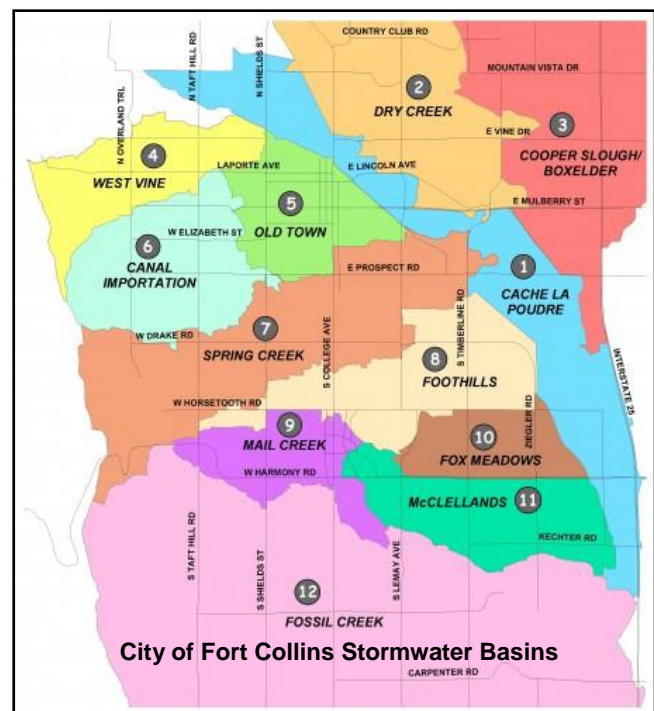 COUNTRY CLUB RD
N TAFT HILL RD
N SHIELDS ST
MOUNTAIN VISTA DR
2
DRY CREEK
N OVERLAND TRL
3
COOPER SLOUGH/
BOXELDER
E VINE DR
4
WEST VINE
LAPORTE AVE
E LINCOLN AVE
E MULBERRY ST
5
OLD TOWN
W ELIZABETH ST
6
CANAL
IMPORTATION
E PROSPECT RD
1
CACHE LA
POUDRE
W DRAKE RD
7
SPRING CREEK
S COLLEGE AVE
S TIMBERLINE RD
8
FOOTHILLS
INTERSTATE 25
W HORSETOOTH RD
9
MAIL CREEK
ZIEGLER RD
10
FOX MEADOWS
W HARMONY RD
11
McCLELLANDS
KECHTER RD
S TAFT HILL RD
S SHIELDS ST
S LEMAY AVE
12
FOSSIL CREEK
City of Fort Collins Stormwater Basins
CARPENTER RD